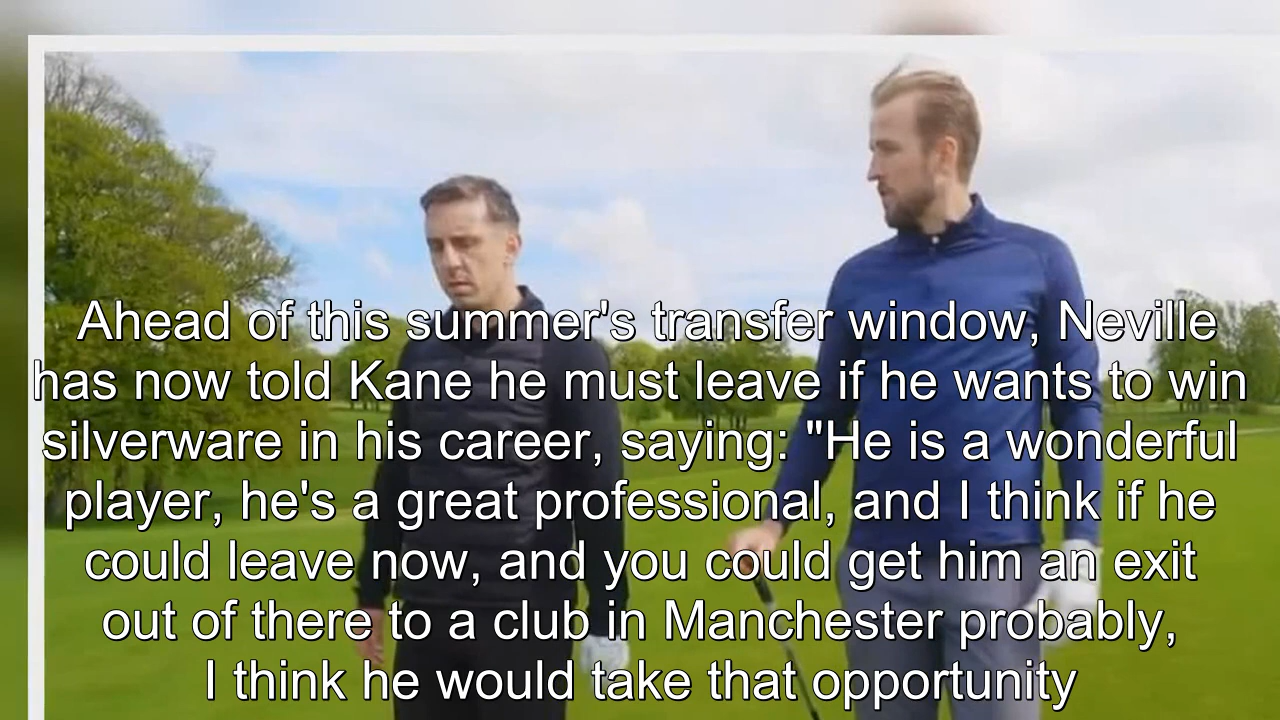 Ahead of this summer's transfer window, Neville
has now told Kane he must leave if he wants to win
silverware in his career, saying: "He is a wonderful
player, he's a great professional, and I think if he
could leave now, and you could get him an exit
out of there to a club in Manchester probably,
I think he would take that opportunity